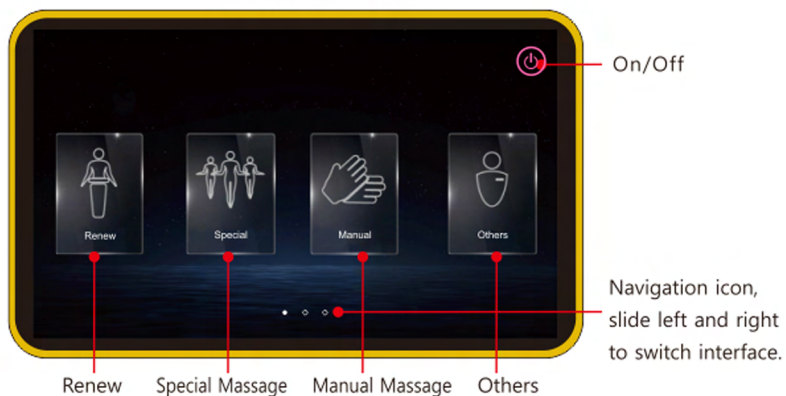 On/Off
Renew
Special
Manual
Others
Navigation icon,
slide left and right
to switch interface.
Renew
Special Massage
Manual Massage
Others